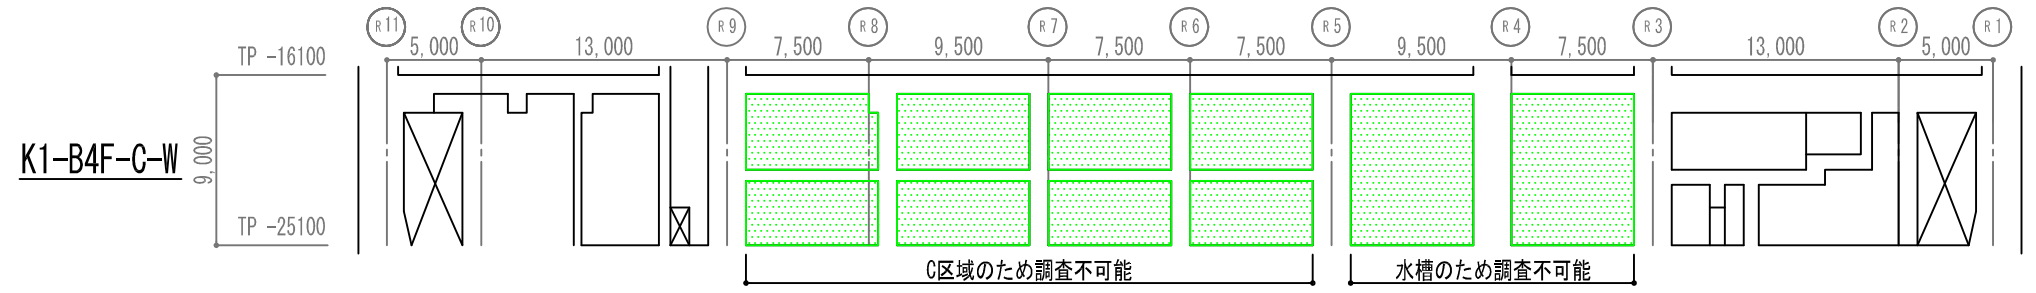 R11 R10 R9 R8 R7 R6 R5 R4 R3 R2 R1
5,000 13,000 7,500 9,500 7,500 7,500 9,500 7,500 13,000 5,000
TP -16100
K1-B4F-C-W
9,000
TP -25100
C区域のため調査不可能 水槽のため調査不可能